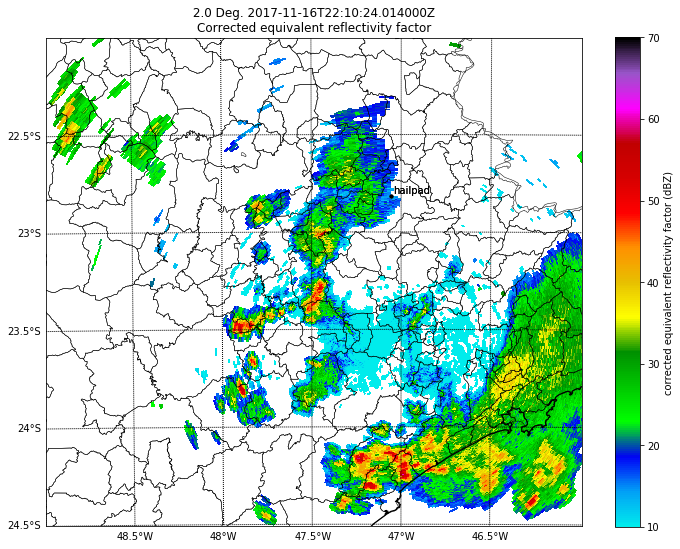 2.0 Deg. 2017-11-16T22:10:24.014000Z
Corrected equivalent reflectivity factor
70
60
50
40
30
20
10
corrected equivalent reflectivity factor (dBZ)
22.5°S
23°S
23.5°S
24°S
24.5°S
hailpad
48.5°W
48°W
47.5°W
47°W
46.5°W